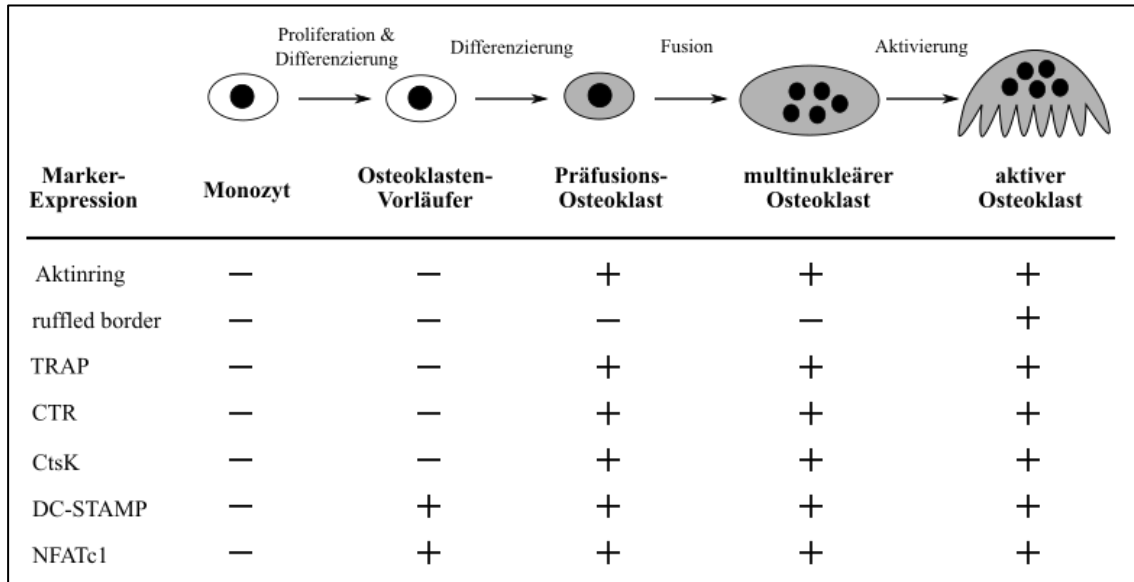 Proliferation &
Differenzierung
Differenzierung
Fusion
Aktivierung
Marker-
Expression
Monozyt
Osteoklasten-
Vorläufer
Präfusions-
Osteoklast
multinukleärer
Osteoklast
aktiver
Osteoklast
Aktinring − − + + +
ruffled border − − − − +
TRAP − − + + +
CTR − − + + +
CtsK − − + + +
DC-STAMP − + + + +
NFATc1 − + + + +